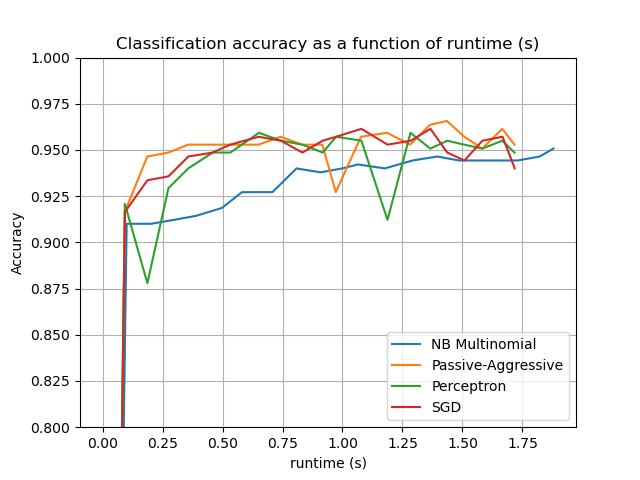 Classification accuracy as a function of runtime (s)
1.000
0.975
0.950
0.925
0.900
0.875
0.850
0.825
0.800
Accuracy
NB Multinomial
Passive-Aggressive
Perceptron
SGD
0.00 0.25 0.50 0.75 1.00 1.25 1.50 1.75
runtime (s)